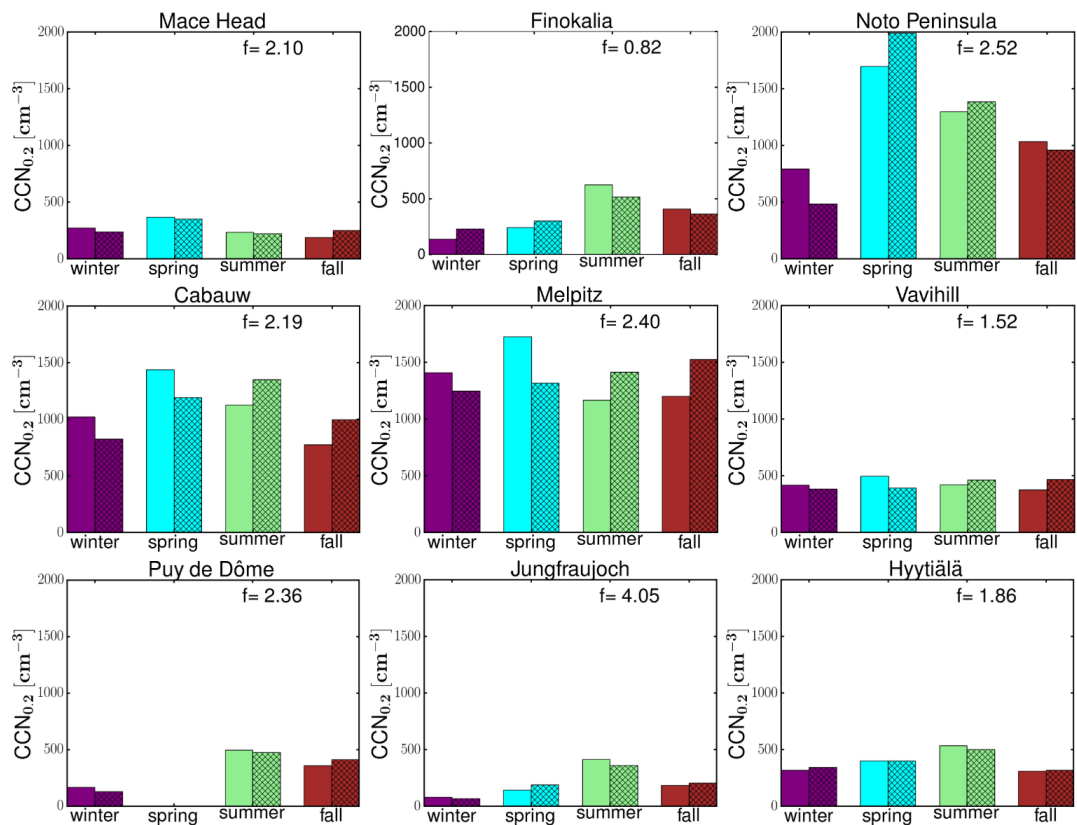 Mace Head
f= 2.10
CCN0.2 [cm−3]
2000
1500
1000
500
0
winter spring summer fall
Finokalia
f= 0.82
CCN0.2 [cm−3]
2000
1500
1000
500
0
winter spring summer fall
Noto Peninsula
f= 2.52
CCN0.2 [cm−3]
2000
1500
1000
500
0
winter spring summer fall
Cabauw
f= 2.19
CCN0.2 [cm−3]
2000
1500
1000
500
0
winter spring summer fall
Melpitz
f= 2.40
CCN0.2 [cm−3]
2000
1500
1000
500
0
winter spring summer fall
Vavihill
f= 1.52
CCN0.2 [cm−3]
2000
1500
1000
500
0
winter spring summer fall
Puy de Dôme
f= 2.36
CCN0.2 [cm−3]
2000
1500
1000
500
0
winter spring summer fall
Jungfraujoch
f= 4.05
CCN0.2 [cm−3]
2000
1500
1000
500
0
winter spring summer fall
Hyytiälä
f= 1.86
CCN0.2 [cm−3]
2000
1500
1000
500
0
winter spring summer fall